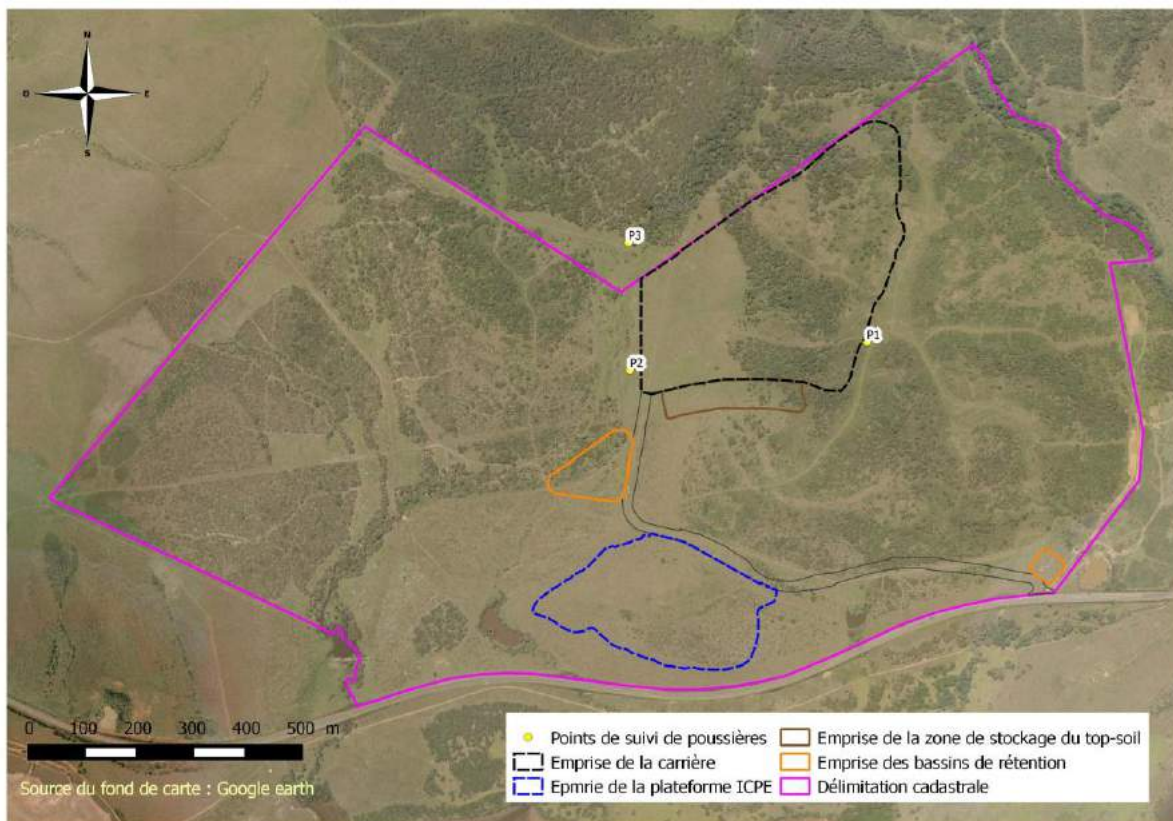 N
O E
S
P3
P1
P2
0 100 200 300 400 500 m
Source du fond de carte : Google earth
Points de suivi de poussières
Emprise de la carrière
Epmrie de la plateforme ICPE
Emprise de la zone de stockage du top-soil
Emprise des bassins de rétention
Délimitation cadastrale